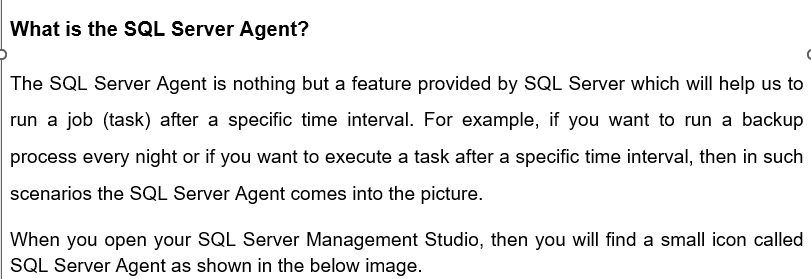 What is the SQL Server Agent?
The SQL Server Agent is nothing but a feature provided by SQL Server which will help us to
run a job (task) after a specific time interval. For example, if you want to run a backup
process every night or if you want to execute a task after a specific time interval, then in such
scenarios the SQL Server Agent comes into the picture.
When you open your SQL Server Management Studio, then you will find a small icon called
SQL Server Agent as shown in the below image.